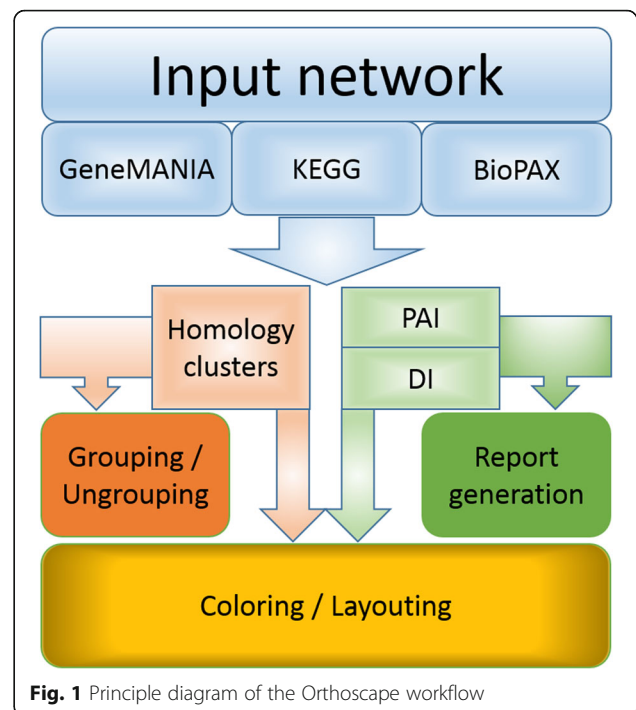 Input network
GeneMANIA
KEGG
BioPAX
Homology
clusters
PAI
DI
Grouping /
Ungrouping
Report
generation
Coloring / Layouting
Fig. 1 Principle diagram of the Orthoscape workflow